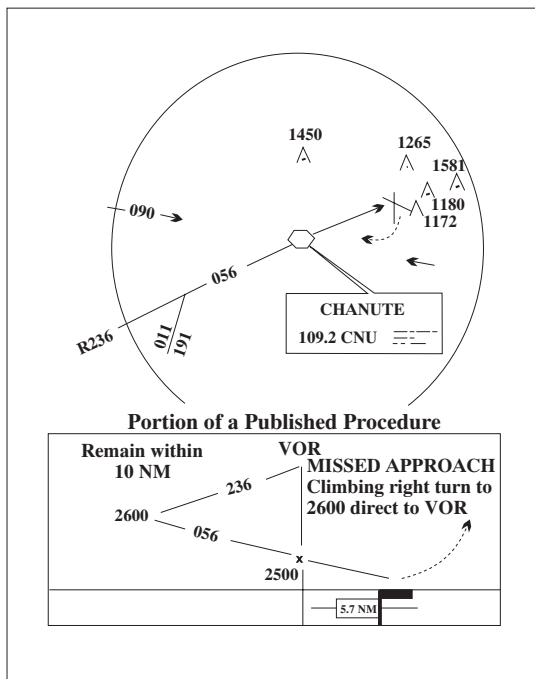 1450
1265
1581
1180
1172
090
056
R236
011
191
CHANUTE
109.2 CNU
Portion of a Published Procedure
Remain within
10 NM
VOR
MISSED APPROACH
Climbing right turn to
2600 direct to VOR
236
2600
056
x
2500
5.7 NM